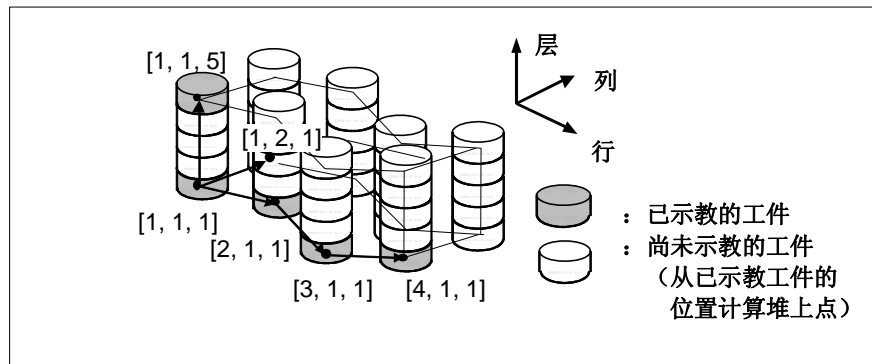 [1, 1, 5]
层
列
行
[1, 2, 1]
[1, 1, 1]
[2, 1, 1]
[3, 1, 1]
[4, 1, 1]
：已示教的工件
：尚未示教的工件
（从已示教工件的
位置计算堆上点）